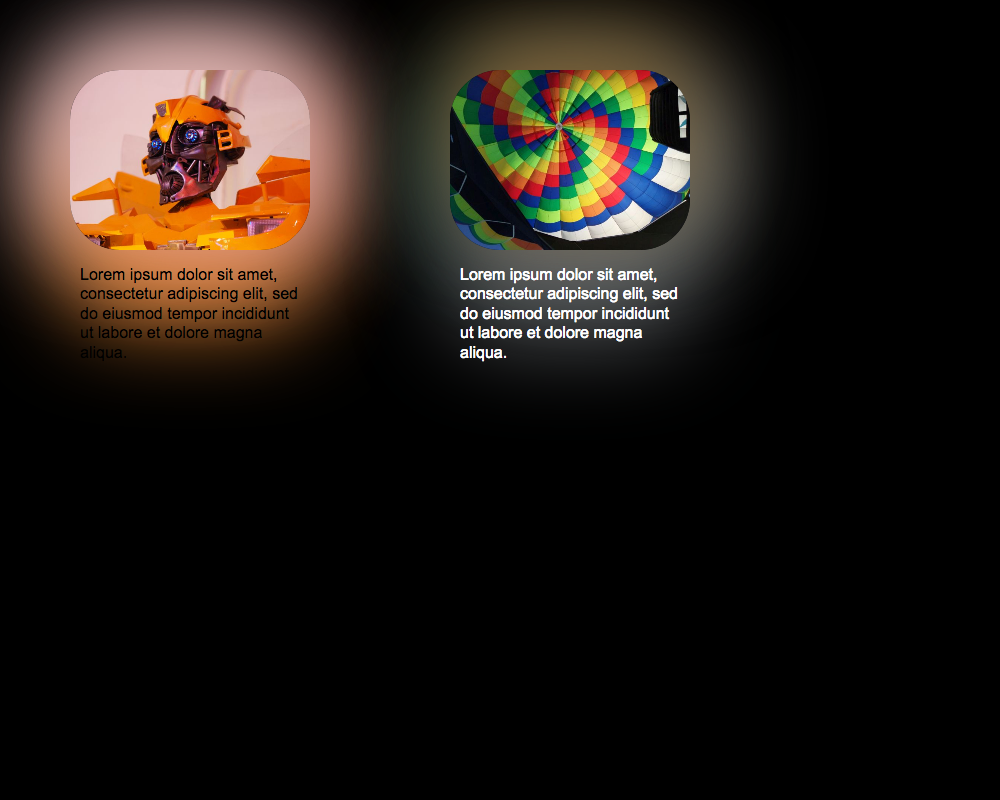 Lorem ipsum dolor sit amet,
consectetur adipiscing elit, sed
do eiusmod tempor incididunt
ut labore et dolore magna
aliqua.
Lorem ipsum dolor sit amet,
consectetur adipiscing elit, sed
do eiusmod tempor incididunt
ut labore et dolore magna
aliqua.